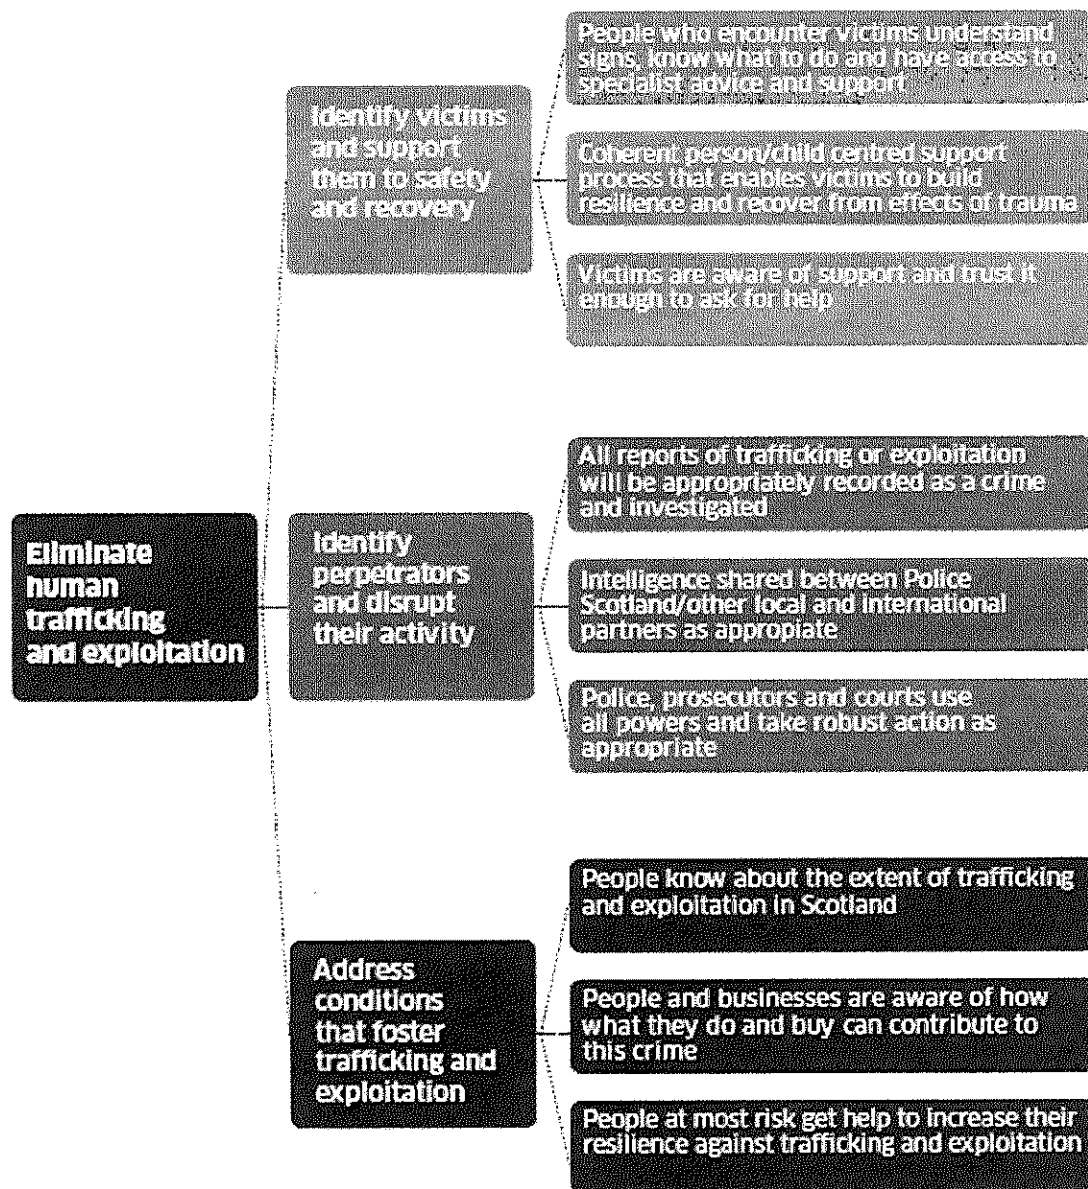 Eliminate
human
trafficking
and exploitation
Identify victims
and support
them to safety
and recovery
People who encounter victims understand
signs, know what to do and have access to
specialist advice and support
Coherent person/child centred support
process that enables victims to build
resilience and recover from effects of trauma
Victims are aware of support and trust it
enough to ask for help
Identify
perpetrators
and disrupt
their activity
All reports of trafficking or exploitation
will be appropriately recorded as a crime
and investigated
Intelligence shared between Police
Scotland/other local and international
partners as appropiate
Police, prosecutors and courts use
all powers and take robust action as
appropriate
Address
conditions
that foster
trafficking and
exploitation
People know about the extent of trafficking
and exploitation in Scotland
People and businesses are aware of how
what they do and buy can contribute to
this crime
People at most risk get help to increase their
resilience against trafficking and exploitation